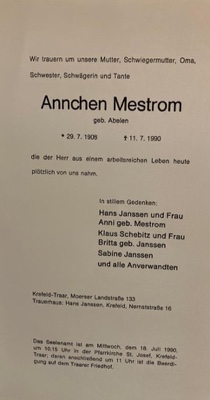 Wir trauern um unsere Mutter, Schwiegermutter, Oma,
Schwester, Schwägerin und Tante
Annchen Mestrom
geb. Abelen
* 29. 7. 1908 † 11. 7. 1990
die der Herr aus einem arbeitsreichen Leben heute
plötzlich von uns nahm.
In stillem Gedenken:
Hans Janssen und Frau
Anni geb. Mestrom
Klaus Schebitz und Frau
Britta geb. Janssen
Sabine Janssen
und alle Anverwandten
Krefeld-Traar, Moerser Landstraße 133
Trauerhaus: Hans Janssen, Krefeld, Nernststraße 16
Das Seelenamt ist am Mittwoch, dem 18. Juli 1990,
um 10.15 Uhr in der Pfarrkirche St. Josef, Krefeld-
Traar; daran anschließend um 11 Uhr ist die Beerdi-
gung auf dem Traarer Friedhof.